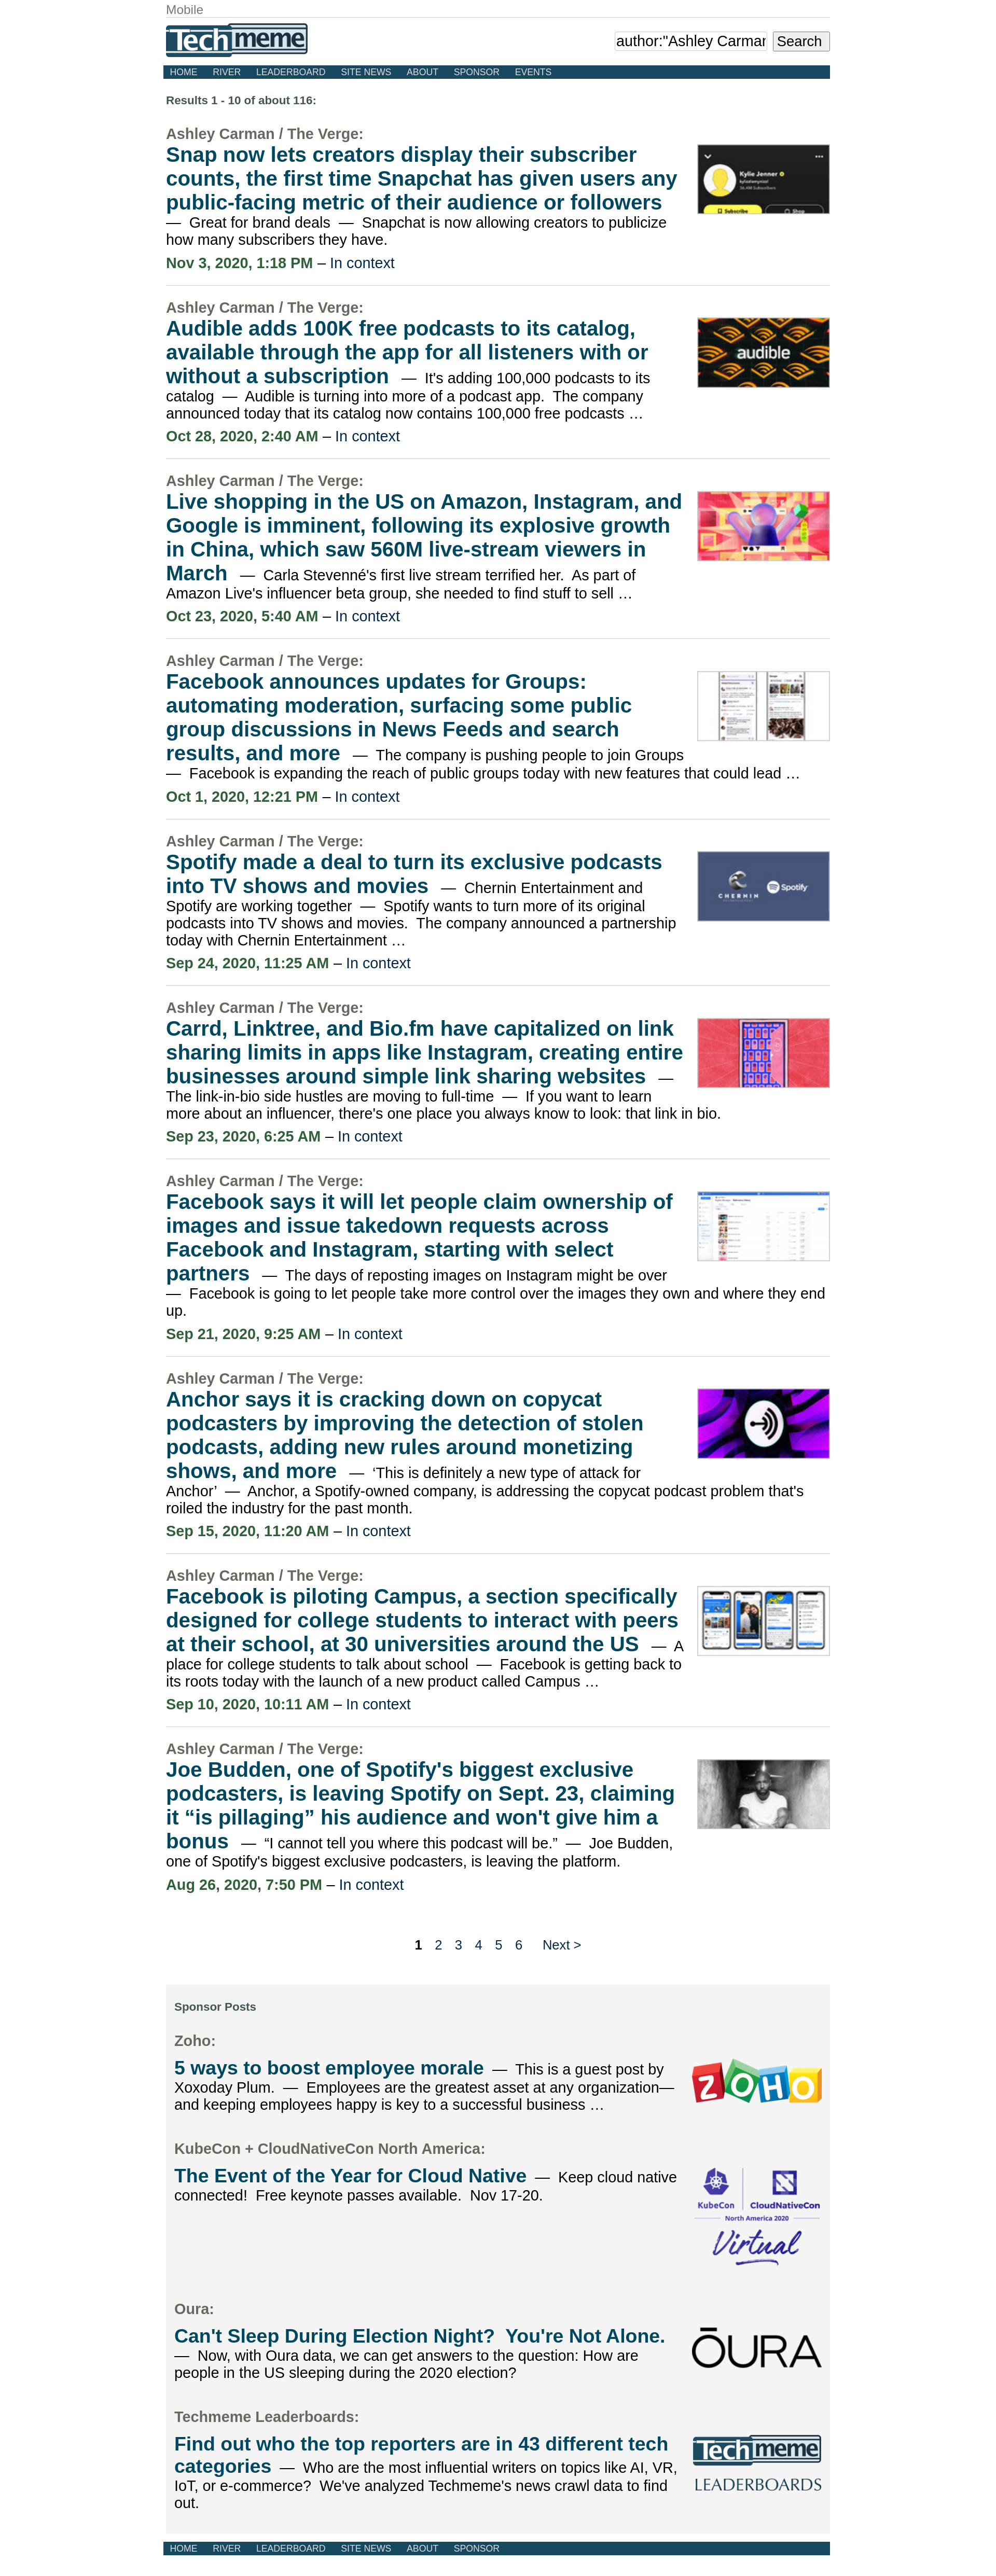 Mobile
Techmeme
author:"Ashley Carmar
Search
HOME RIVER LEADERBOARD SITE NEWS ABOUT SPONSOR EVENTS
Results 1 - 10 of about 116:
Ashley Carman / The Verge:
Snap now lets creators display their subscriber
counts, the first time Snapchat has given users any
public-facing metric of their audience or followers
— Great for brand deals — Snapchat is now allowing creators to publicize
how many subscribers they have.
Nov 3, 2020, 1:18 PM – In context
Kylie Jenner
Subscribe
Shop
Ashley Carman / The Verge:
Audible adds 100K free podcasts to its catalog,
available through the app for all listeners with or
without a subscription — It's adding 100,000 podcasts to its
catalog — Audible is turning into more of a podcast app. The company
announced today that its catalog now contains 100,000 free podcasts …
Oct 28, 2020, 2:40 AM – In context
audible
Ashley Carman / The Verge:
Live shopping in the US on Amazon, Instagram, and
Google is imminent, following its explosive growth
in China, which saw 560M live-stream viewers in
March — Carla Stevenné's first live stream terrified her. As part of
Amazon Live's influencer beta group, she needed to find stuff to sell …
Oct 23, 2020, 5:40 AM – In context
Ashley Carman / The Verge:
Facebook announces updates for Groups:
automating moderation, surfacing some public
group discussions in News Feeds and search
results, and more — The company is pushing people to join Groups
— Facebook is expanding the reach of public groups today with new features that could lead …
Oct 1, 2020, 12:21 PM – In context
Ashley Carman / The Verge:
Spotify made a deal to turn its exclusive podcasts
into TV shows and movies — Chernin Entertainment and
Spotify are working together — Spotify wants to turn more of its original
podcasts into TV shows and movies. The company announced a partnership
today with Chernin Entertainment …
Sep 24, 2020, 11:25 AM – In context
CHERNIN
Spotify
Ashley Carman / The Verge:
Carrd, Linktree, and Bio.fm have capitalized on link
sharing limits in apps like Instagram, creating entire
businesses around simple link sharing websites —
The link-in-bio side hustles are moving to full-time — If you want to learn
more about an influencer, there's one place you always know to look: that link in bio.
Sep 23, 2020, 6:25 AM – In context
Ashley Carman / The Verge:
Facebook says it will let people claim ownership of
images and issue takedown requests across
Facebook and Instagram, starting with select
partners — The days of reposting images on Instagram might be over
— Facebook is going to let people take more control over the images they own and where they end
up.
Sep 21, 2020, 9:25 AM – In context
Ashley Carman / The Verge:
Anchor says it is cracking down on copycat
podcasters by improving the detection of stolen
podcasts, adding new rules around monetizing
shows, and more — ‘This is definitely a new type of attack for
Anchor’ — Anchor, a Spotify-owned company, is addressing the copycat podcast problem that's
roiled the industry for the past month.
Sep 15, 2020, 11:20 AM – In context
Ashley Carman / The Verge:
Facebook is piloting Campus, a section specifically
designed for college students to interact with peers
at their school, at 30 universities around the US — A
place for college students to talk about school — Facebook is getting back to
its roots today with the launch of a new product called Campus …
Sep 10, 2020, 10:11 AM – In context
Ashley Carman / The Verge:
Joe Budden, one of Spotify's biggest exclusive
podcasters, is leaving Spotify on Sept. 23, claiming
it “is pillaging” his audience and won't give him a
bonus — “I cannot tell you where this podcast will be.” — Joe Budden,
one of Spotify's biggest exclusive podcasters, is leaving the platform.
Aug 26, 2020, 7:50 PM – In context
1 2 3 4 5 6 Next >
Sponsor Posts
Zoho:
5 ways to boost employee morale — This is a guest post by
Xoxoday Plum. — Employees are the greatest asset at any organization—
and keeping employees happy is key to a successful business …
ZOHO
KubeCon + CloudNativeCon North America:
The Event of the Year for Cloud Native — Keep cloud native
connected! Free keynote passes available. Nov 17-20.
KubeCon CloudNativeCon
North America 2020
Virtual
Oura:
Can't Sleep During Election Night? You're Not Alone.
— Now, with Oura data, we can get answers to the question: How are
people in the US sleeping during the 2020 election?
ŌURA
Techmeme Leaderboards:
Find out who the top reporters are in 43 different tech
categories — Who are the most influential writers on topics like AI, VR,
IoT, or e-commerce? We've analyzed Techmeme's news crawl data to find
out.
Techmeme
LEADERBOARDS
HOME RIVER LEADERBOARD SITE NEWS ABOUT SPONSOR